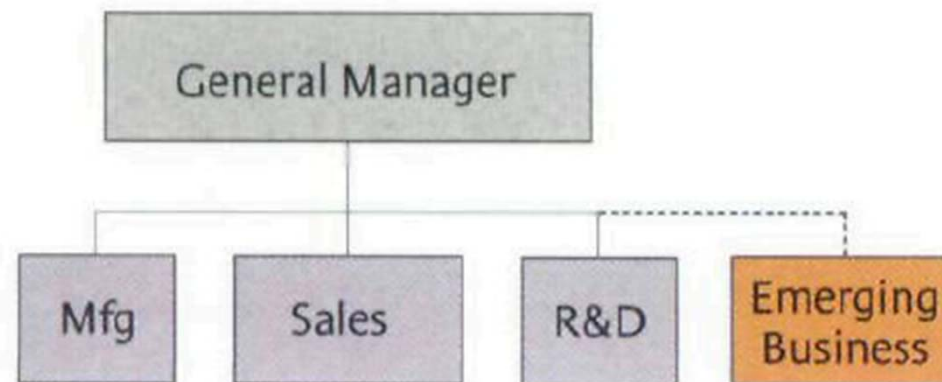 General Manager
Mfg
Sales
R&D
Emerging
Business